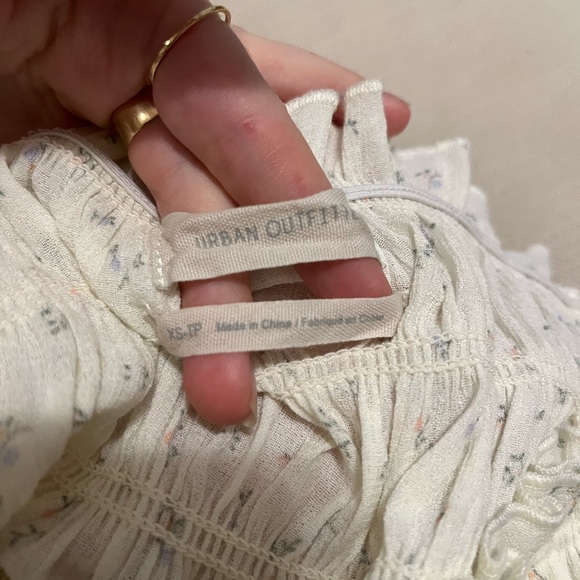 URBAN OUTFITT
XS-TP Made in China / Fabriqué en Chine